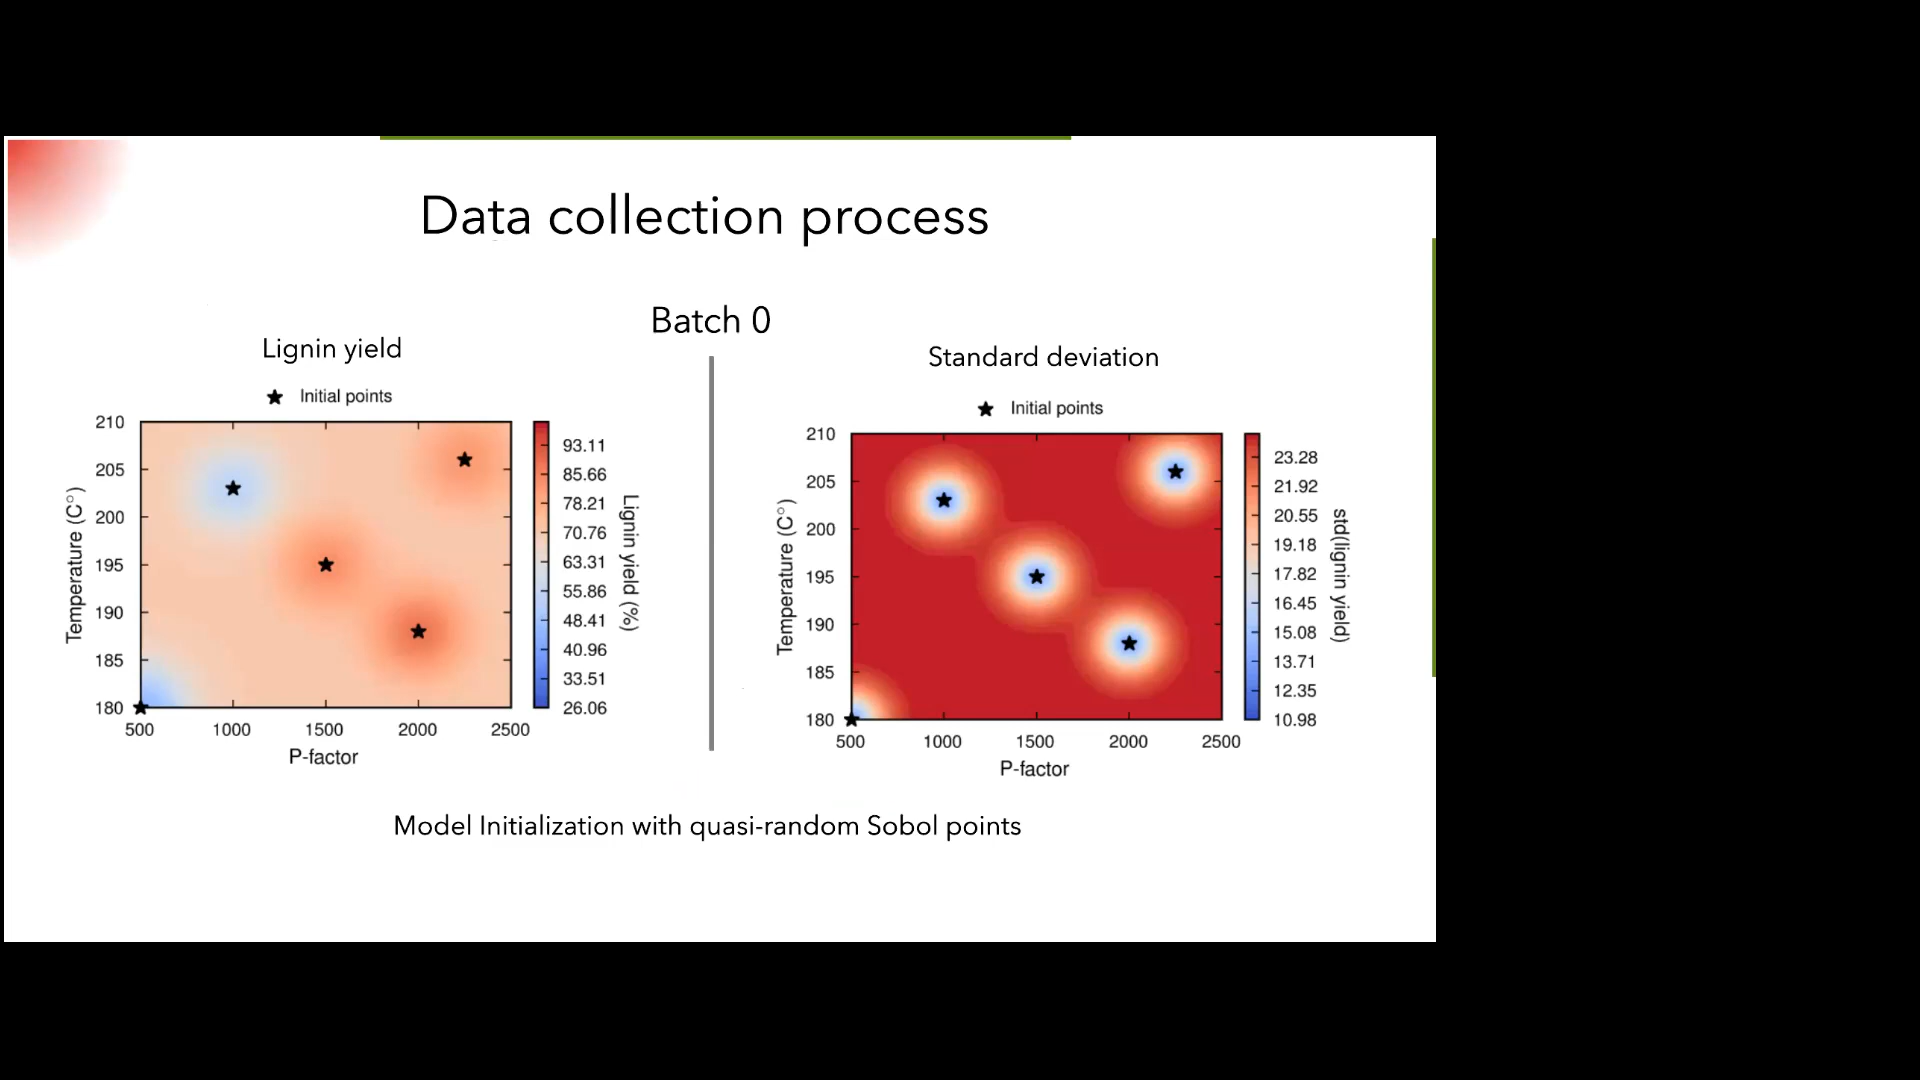 Data collection process
Batch 0
Lignin yield
Initial points
210
205
200
195
190
185
180
Temperature (C°)
500 1000 1500 2000 2500
P-factor
93.11
85.66
78.21
70.76
63.31
55.86
48.41
40.96
33.51
26.06
Lignin yield (%)
Standard deviation
Initial points
210
205
200
195
190
185
180
Temperature (C°)
500 1000 1500 2000 2500
P-factor
23.28
21.92
20.55
19.18
17.82
16.45
15.08
13.71
12.35
10.98
std(lignin yield)
Model Initialization with quasi-random Sobol points